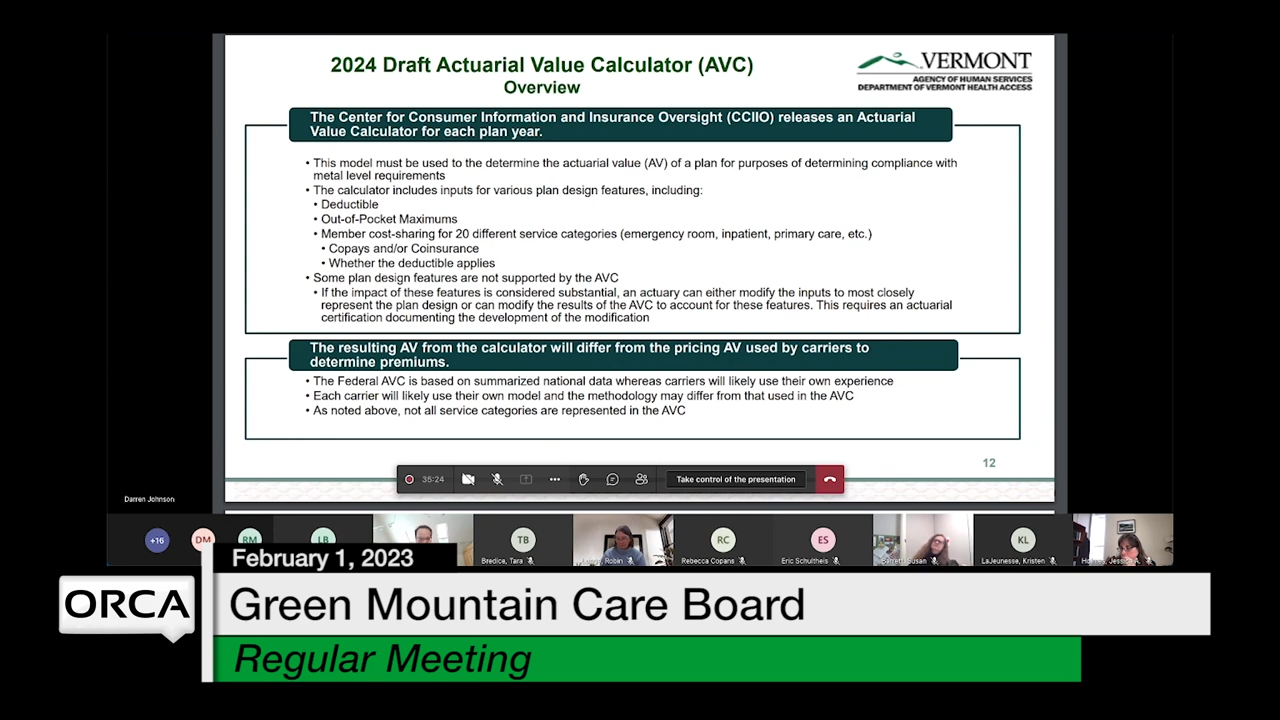 2024 Draft Actuarial Value Calculator (AVC)
Overview
VERMONT
AGENCY OF HUMAN SERVICES
DEPARTMENT OF VERMONT HEALTH ACCESS
The Center for Consumer Information and Insurance Oversight (CCIIO) releases an Actuarial
Value Calculator for each plan year.
• This model must be used to the determine the actuarial value (AV) of a plan for purposes of determining compliance with
metal level requirements
• The calculator includes inputs for various plan design features, including:
• Deductible
• Out-of-Pocket Maximums
• Member cost-sharing for 20 different service categories (emergency room, inpatient, primary care, etc.)
• Copays and/or Coinsurance
• Whether the deductible applies
• Some plan design features are not supported by the AVC
• If the impact of these features is considered substantial, an actuary can either modify the inputs to most closely
represent the plan design or can modify the results of the AVC to account for these features. This requires an actuarial
certification documenting the development of the modification
The resulting AV from the calculator will differ from the pricing AV used by carriers to
determine premiums.
• The Federal AVC is based on summarized national data whereas carriers will likely use their own experience
• Each carrier will likely use their own model and the methodology may differ from that used in the AVC
• As noted above, not all service categories are represented in the AVC
12
35:24
Take control of the presentation
Darren Johnson
+16
DM
RM
LB
TB
RC
ES
KL
Bredice, Tara
Robin
Rebecca Copans
Eric Schultheis
Barrett, Susan
LaJeunesse, Kristen
February 1, 2023
ORCA
Green Mountain Care Board
Regular Meeting